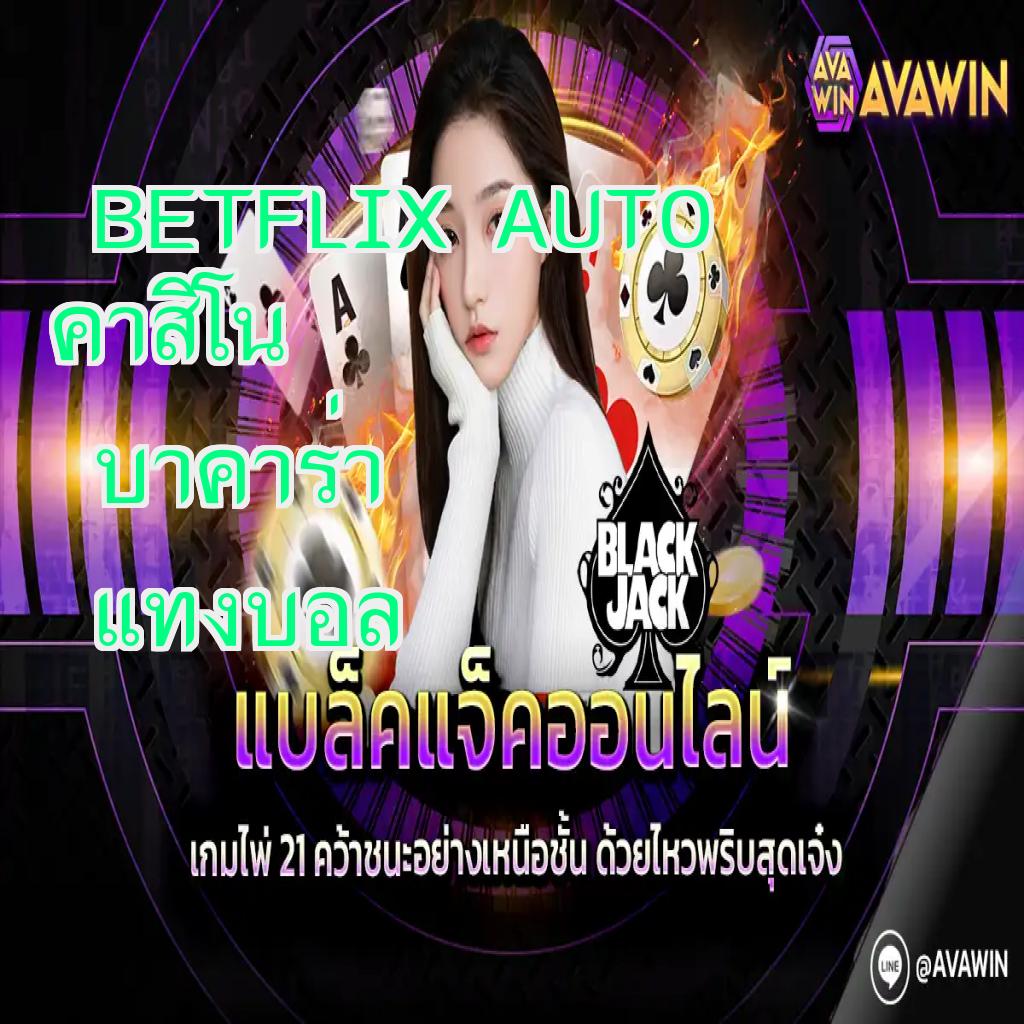 AVA
WIN
AVAWIN
BETFLIX AUTO
คาสิโน
A
บาคาร่า
แทงบอล
BLACK
JACK
แบล็คแจ็คออนไลน์
เกมไพ่ 21 คว้าชนะอย่างเหนือชั้น ด้วยไหวพริบสุดเจ๋ง
LINE
@AVAWIN